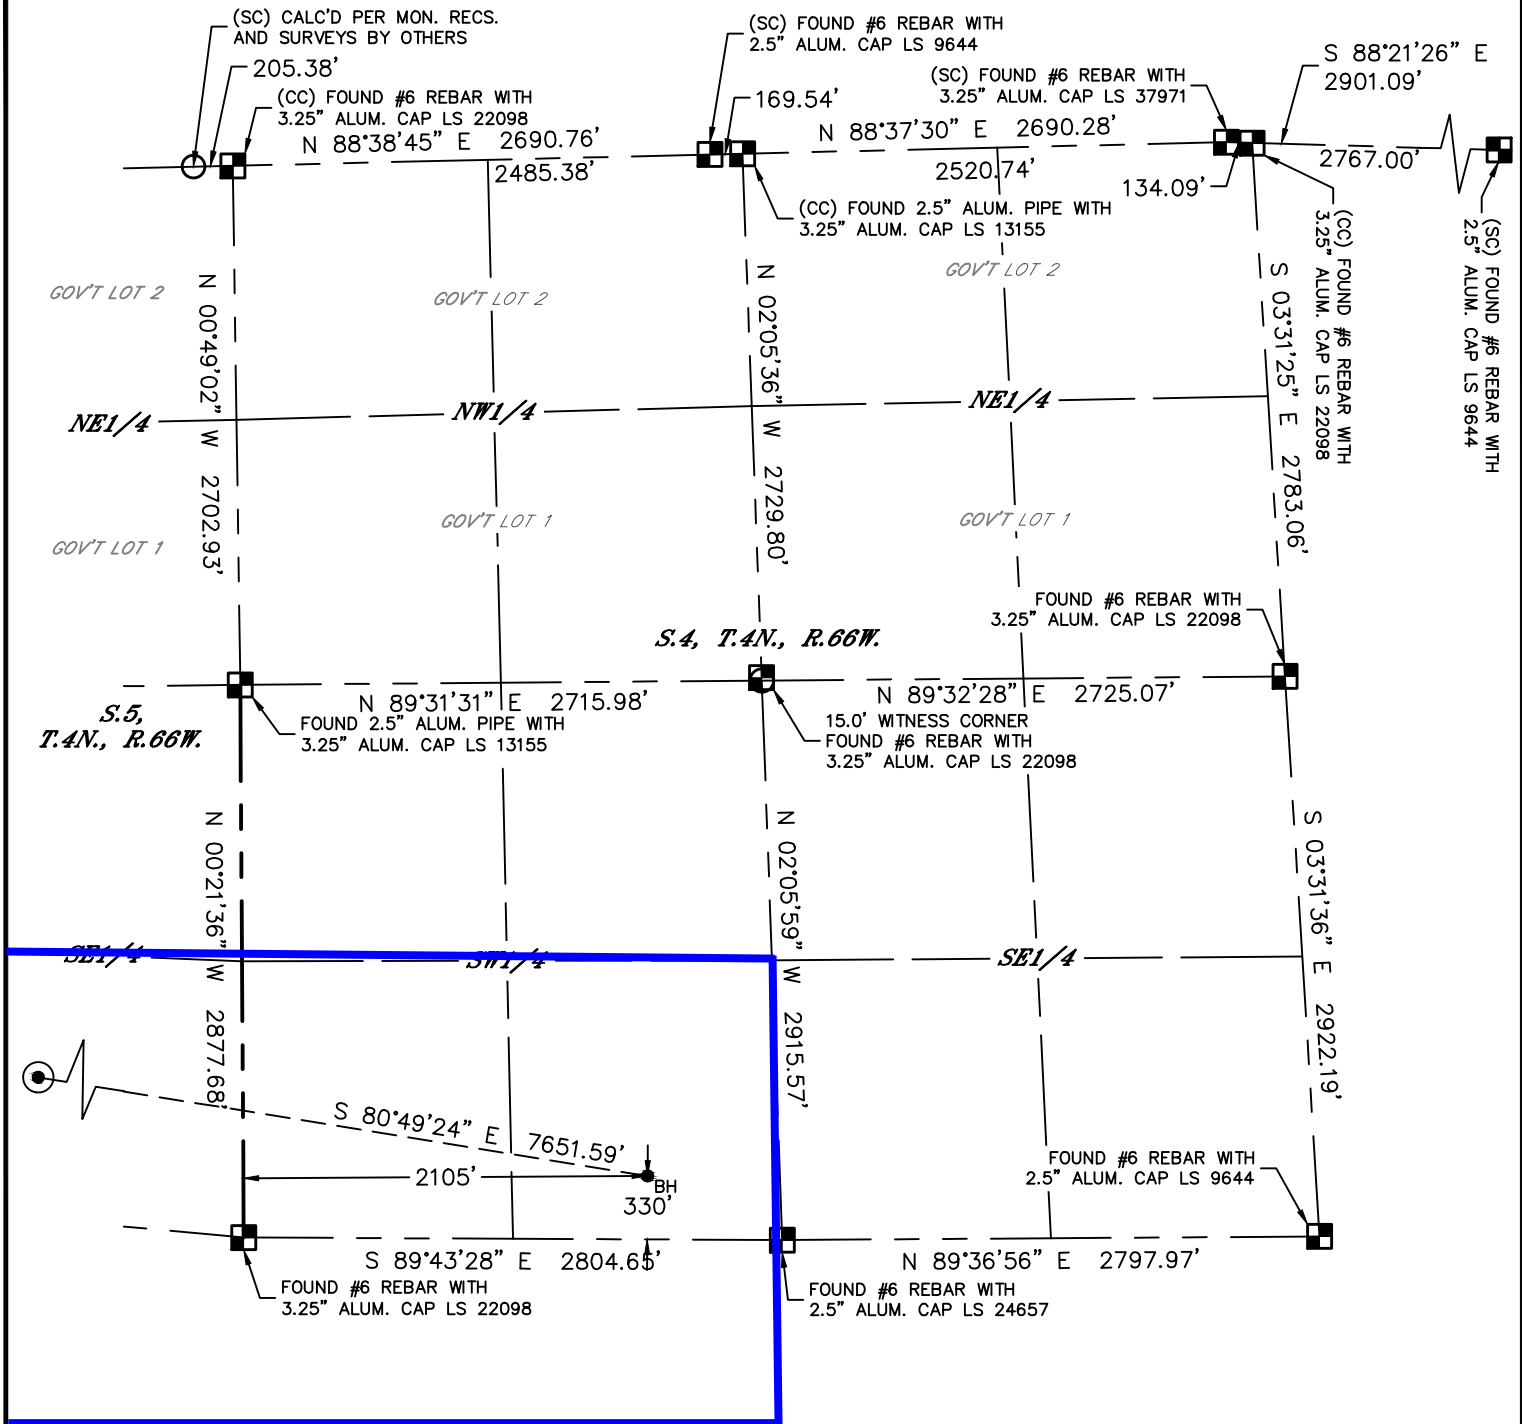 (SC) CALC'D PER MON. RECS.
AND SURVEYS BY OTHERS
205.38'
(CC) FOUND #6 REBAR WITH
3.25" ALUM. CAP LS 22098
N 88°38'45" E 2690.76'
2485.38'
(SC) FOUND #6 REBAR WITH
2.5" ALUM. CAP LS 9644
169.54'
(SC) FOUND #6 REBAR WITH
3.25" ALUM. CAP LS 37971
N 88°37'30" E 2690.28'
2520.74'
134.09'
S 88°21'26" E
2901.09'
2767.00'
(CC) FOUND 2.5" ALUM. PIPE WITH
3.25" ALUM. CAP LS 13155
(CC) FOUND #6 REBAR WITH
3.25" ALUM. CAP LS 22098
(SC) FOUND #6 REBAR WITH
2.5" ALUM. CAP LS 9644
GOV'T LOT 2
GOV'T LOT 2
GOV'T LOT 2
N 00°49'02" W 2702.93'
N 02°05'36" W 2729.80'
S 03°31'25" E 2783.06'
NE1/4
NW1/4
NE1/4
GOV'T LOT 1
GOV'T LOT 1
GOV'T LOT 1
FOUND #6 REBAR WITH
3.25" ALUM. CAP LS 22098
S.4, T.4N., R.66W.
N 89°31'31" E 2715.98'
N 89°32'28" E 2725.07'
S.5,
T.4N., R.66W.
FOUND 2.5" ALUM. PIPE WITH
3.25" ALUM. CAP LS 13155
15.0' WITNESS CORNER
FOUND #6 REBAR WITH
3.25" ALUM. CAP LS 22098
N 00°21'36" W 2877.68'
N 02°05'59" W 2915.57'
S 03°31'36" E 2922.19'
SE1/4
SW1/4
SE1/4
S 80°49'24" E 7651.59'
2105'
BH
330'
FOUND #6 REBAR WITH
2.5" ALUM. CAP LS 9644
S 89°43'28" E 2804.65'
N 89°36'56" E 2797.97'
FOUND #6 REBAR WITH
3.25" ALUM. CAP LS 22098
FOUND #6 REBAR WITH
2.5" ALUM. CAP LS 24657